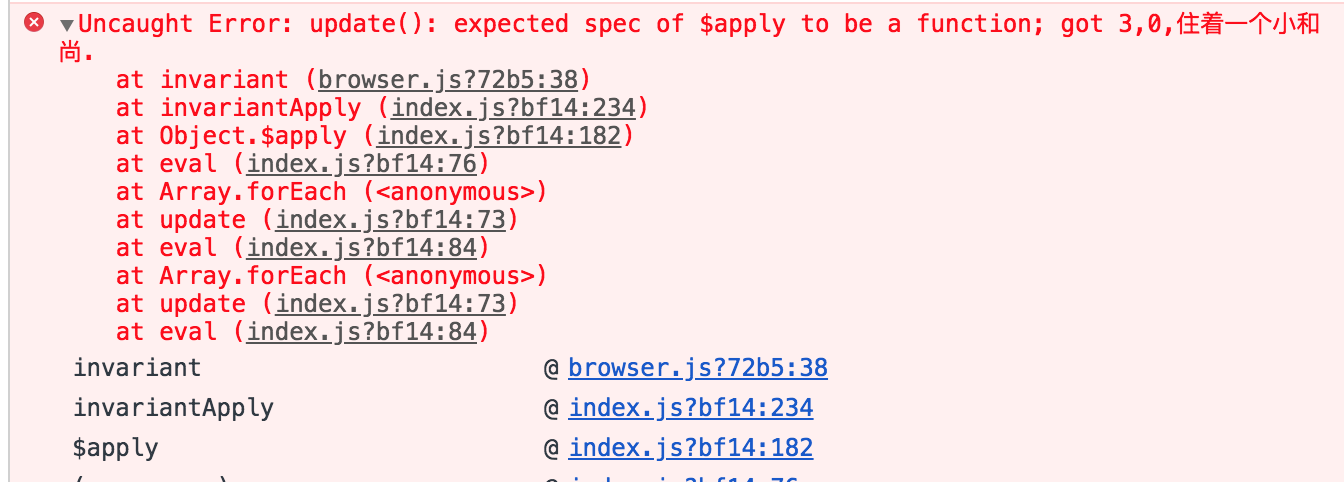 Uncaught Error: update(): expected spec of $apply to be a function; got 3,0,住着一个小和
尚.
at invariant (browser.js?72b5:38)
at invariantApply (index.js?bf14:234)
at Object.$apply (index.js?bf14:182)
at eval (index.js?bf14:76)
at Array.forEach (<anonymous>)
at update (index.js?bf14:73)
at eval (index.js?bf14:84)
at Array.forEach (<anonymous>)
at update (index.js?bf14:73)
at eval (index.js?bf14:84)
invariant @ browser.js?72b5:38
invariantApply @ index.js?bf14:234
$apply @ index.js?bf14:182